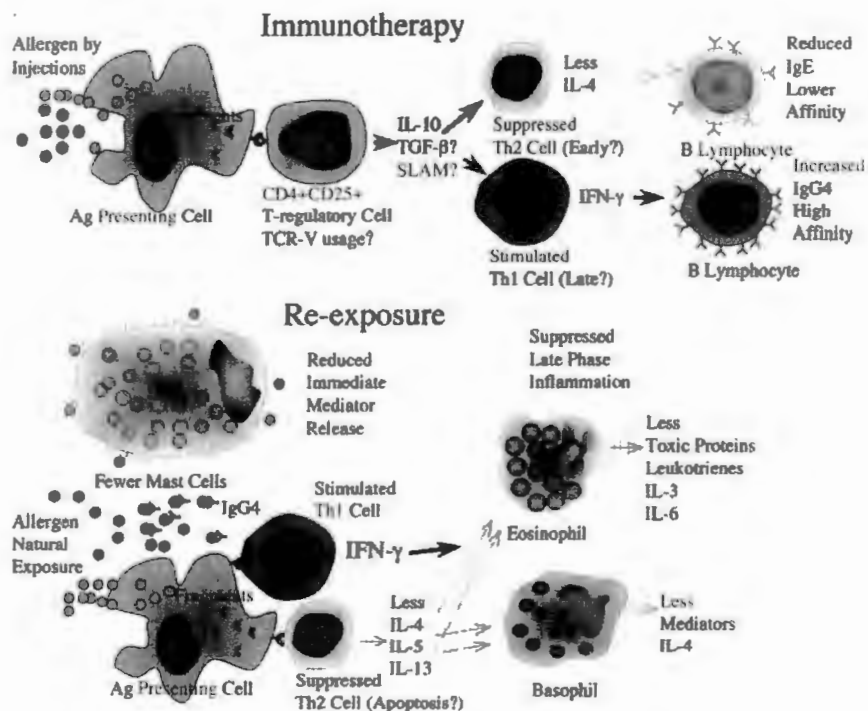 Immunotherapy
Allergen by
Injections
Ag Presenting Cell
CD4+CD25+
T-regulatory Cell
TCR-V usage?
IL-10
TGF-β?
SLAM?
Less
IL-4
Suppressed
Th2 Cell (Early?)
IFN-γ
Stimulated
Th1 Cell (Late?)
Reduced
IgE
Lower
Affinity
B Lymphocyte
Increased
IgG4
High
Affinity
B Lymphocyte
Re-exposure
Reduced
Immediate
Mediator
Release
Fewer Mast Cells
Suppressed
Late Phase
Inflammation
Less
Toxic Proteins
Leukotrienes
IL-3
IL-6
Eosinophil
Allergen
Natural
Exposure
IgG4
Stimulated
Th1 Cell
IFN-γ
Fragments
Ag Presenting Cell
Less
IL-4
IL-5
IL-13
Suppressed
Th2 Cell (Apoptosis?)
Less
Mediators
IL-4
Basophil